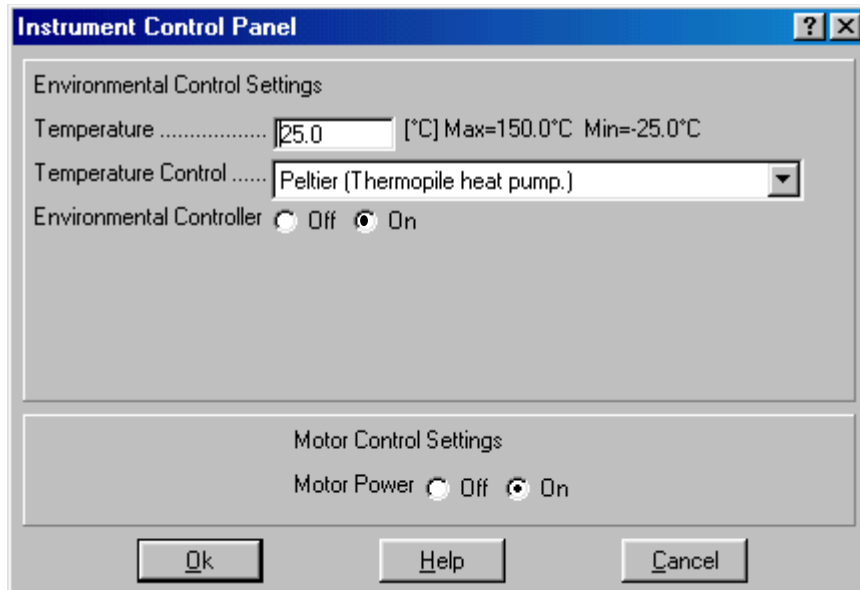 Instrument Control Panel
Environmental Control Settings
Temperature .................. 25.0 [°C] Max=150.0°C Min=-25.0°C
Temperature Control ...... Peltier (Thermopile heat pump.)
Environmental Controller Off On
Motor Control Settings
Motor Power Off On
Ok Help Cancel